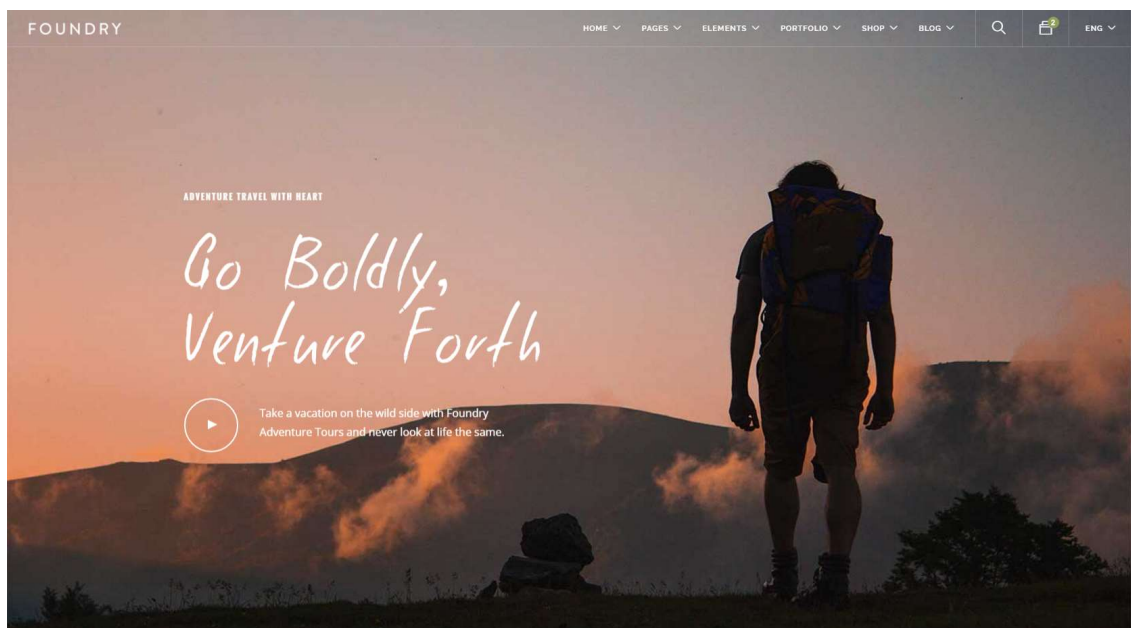 FOUNDRY
HOME PAGES ELEMENTS PORTFOLIO SHOP BLOG 2 ENG
ADVENTURE TRAVEL WITH HEART
Go Boldly,
Venture Forth
Take a vacation on the wild side with Foundry
Adventure Tours and never look at life the same.